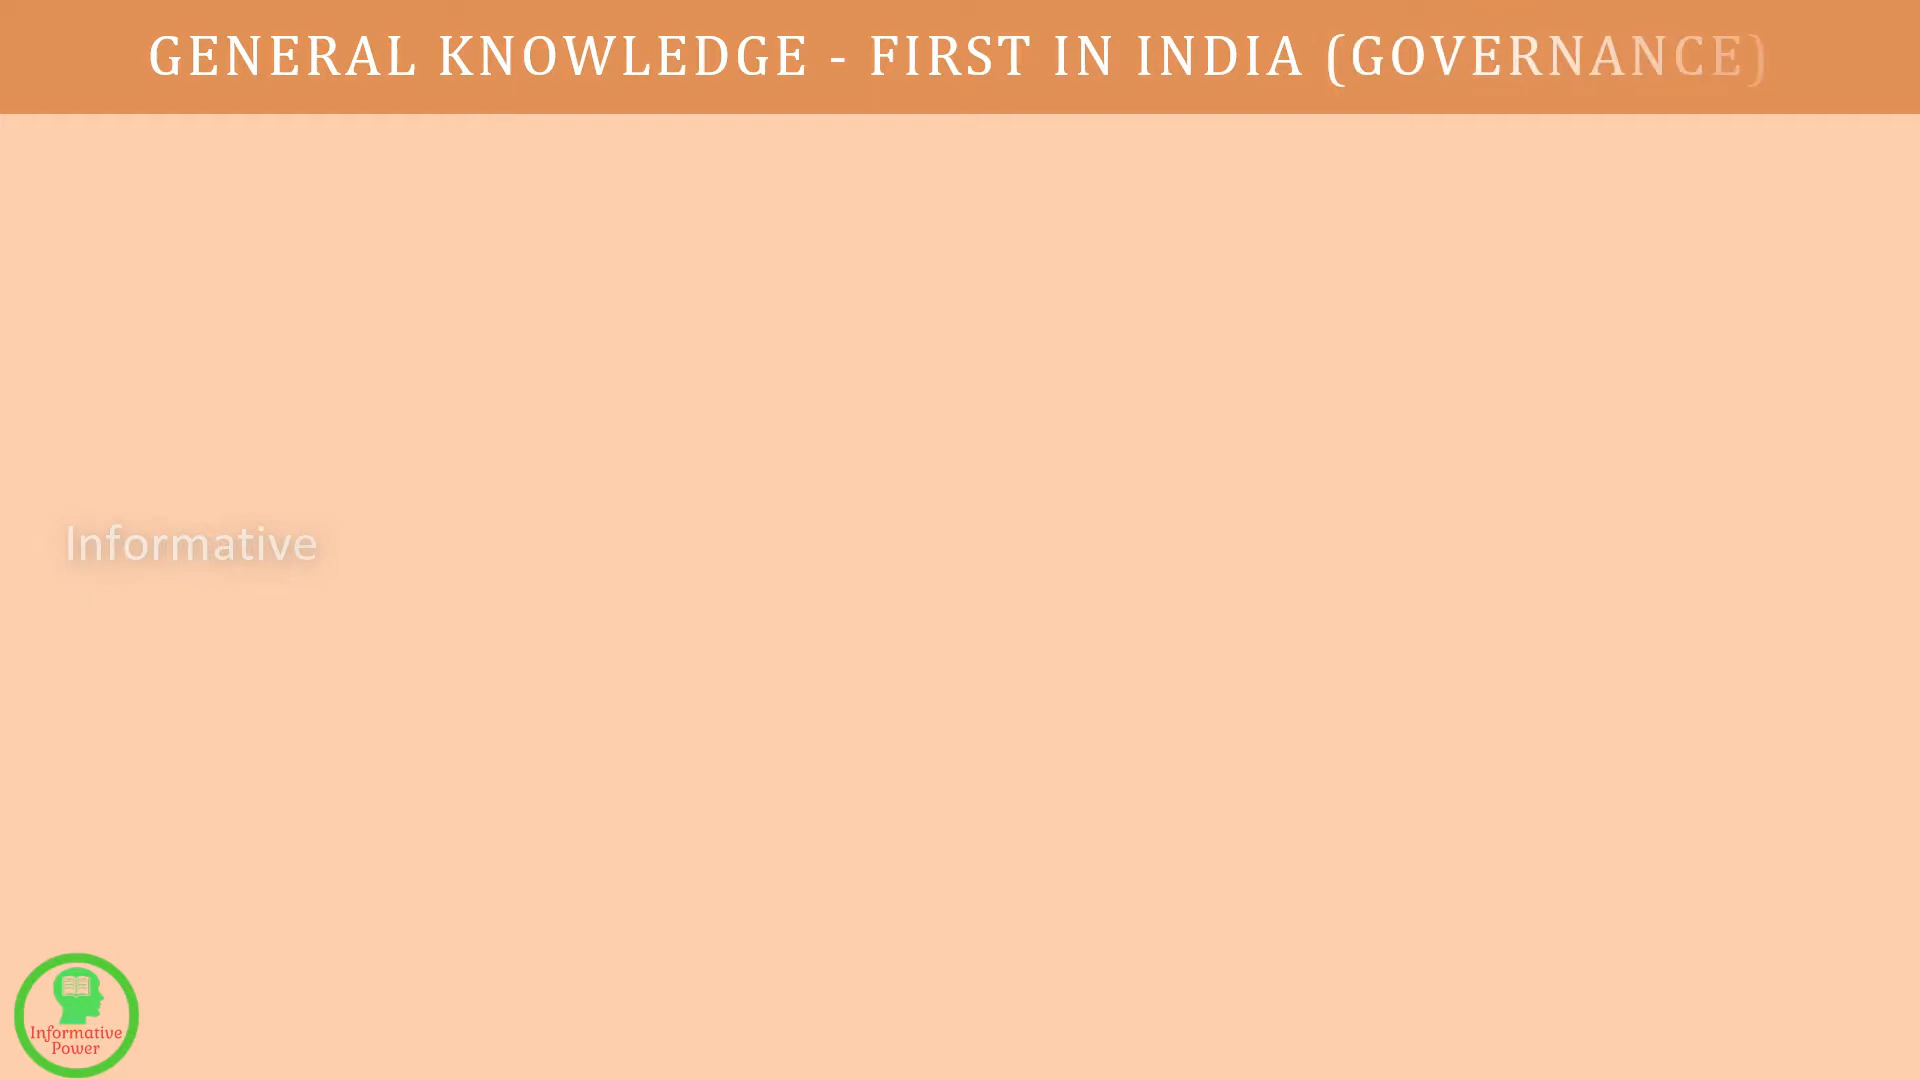 GENERAL KNOWLEDGE - FIRST IN INDIA (GOVERNANCE)
Informative
Informative
Power